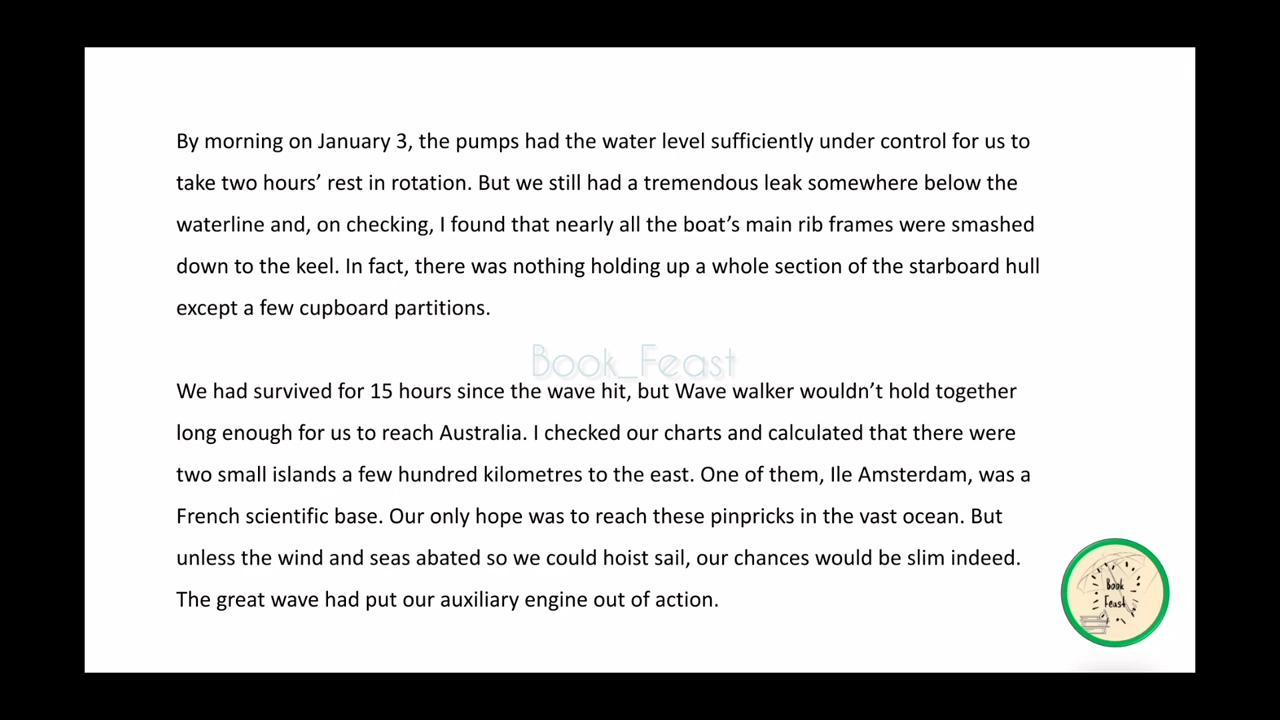 By morning on January 3, the pumps had the water level sufficiently under control for us to
take two hours’ rest in rotation. But we still had a tremendous leak somewhere below the
waterline and, on checking, I found that nearly all the boat’s main rib frames were smashed
down to the keel. In fact, there was nothing holding up a whole section of the starboard hull
except a few cupboard partitions.
Book_Feast
We had survived for 15 hours since the wave hit, but Wave walker wouldn’t hold together
long enough for us to reach Australia. I checked our charts and calculated that there were
two small islands a few hundred kilometres to the east. One of them, Ile Amsterdam, was a
French scientific base. Our only hope was to reach these pinpricks in the vast ocean. But
unless the wind and seas abated so we could hoist sail, our chances would be slim indeed.
The great wave had put our auxiliary engine out of action.
Book
Feast